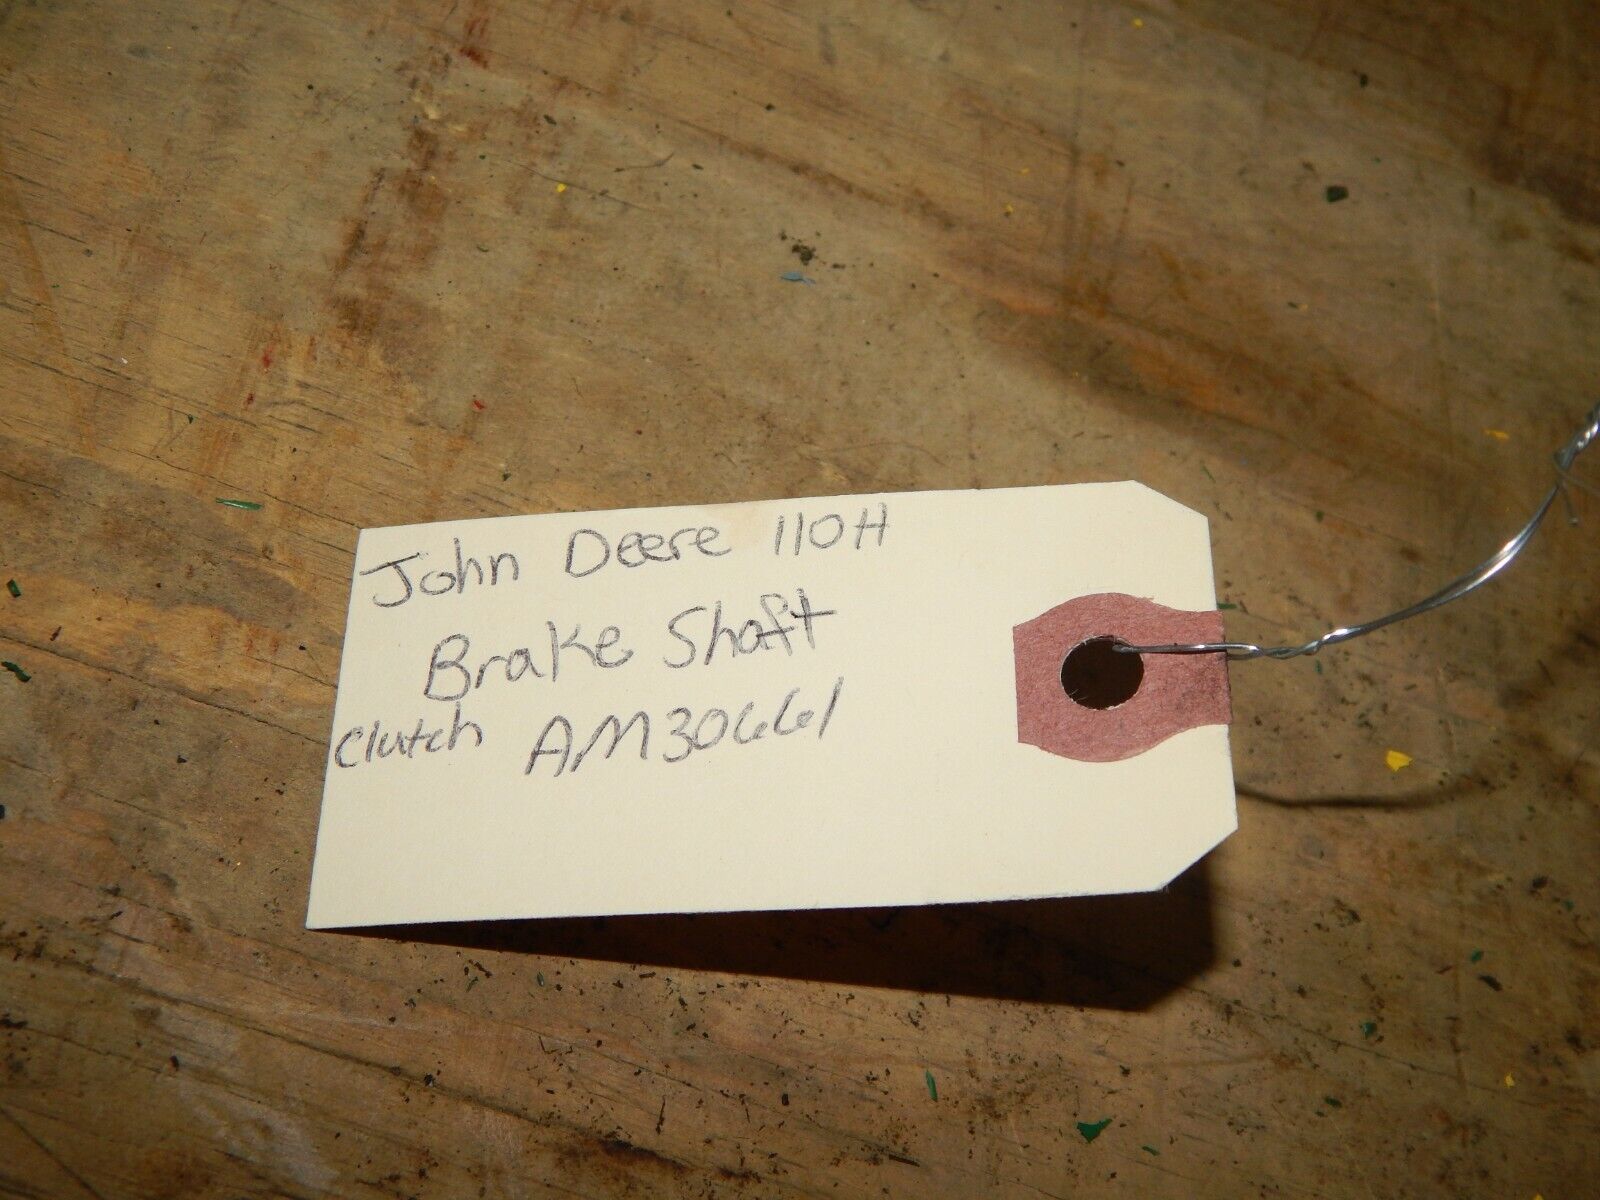 John Deere 110H
Brake Shaft
Clutch AM30661